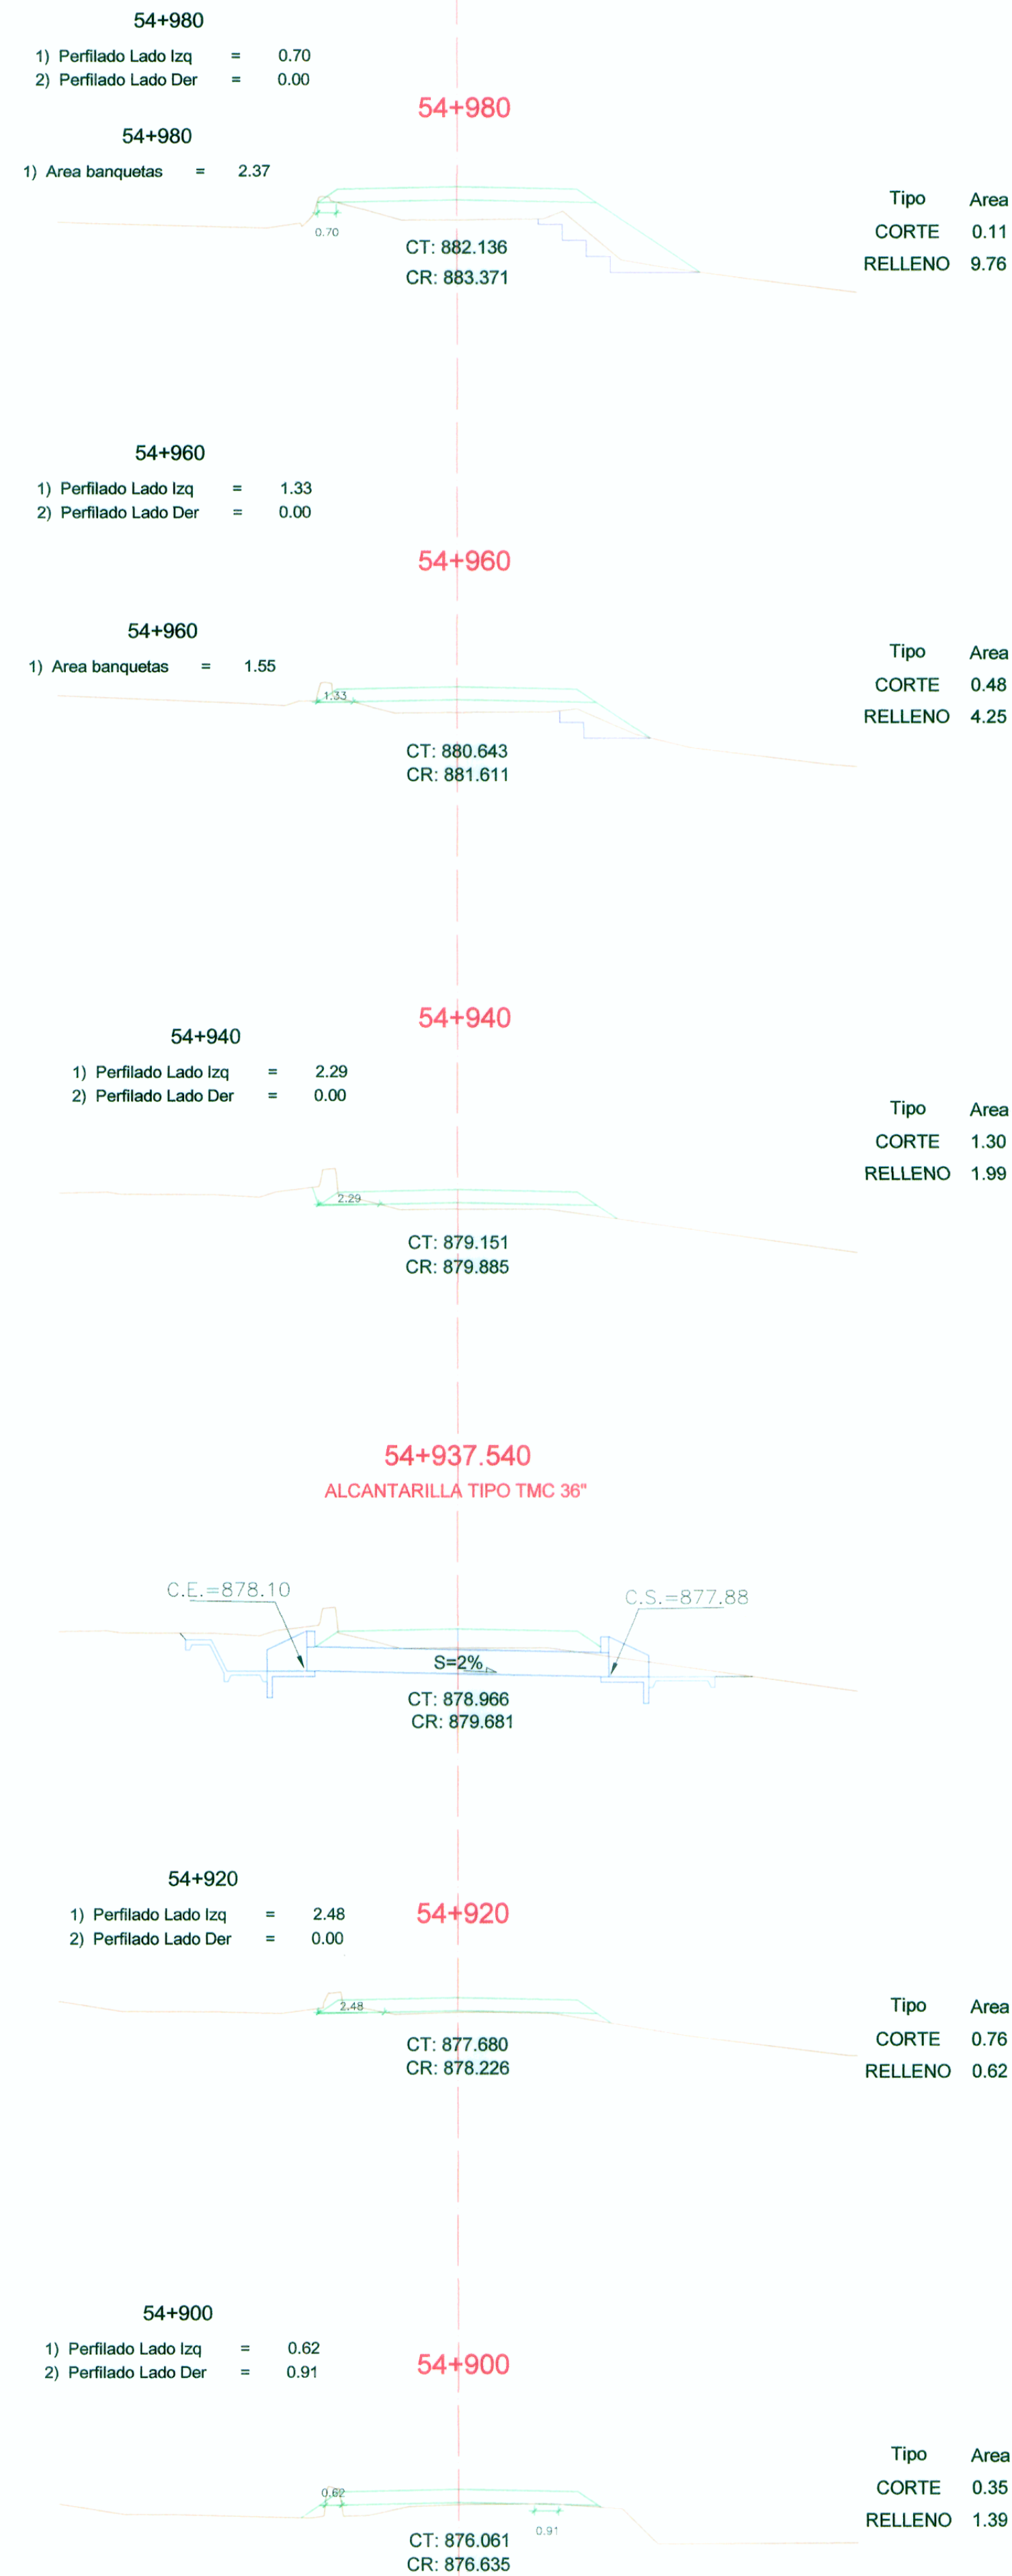 54+980
1) Perfilado Lado Izq = 0.70
2) Perfilado Lado Der = 0.00
54+980
54+980
1) Area banquetas = 2.37
Tipo Area
CORTE 0.11
RELLENO 9.76
0.70
CT: 882.136
CR: 883.371
54+960
1) Perfilado Lado Izq = 1.33
2) Perfilado Lado Der = 0.00
54+960
54+960
1) Area banquetas = 1.55
Tipo Area
CORTE 0.48
RELLENO 4.25
1.33
CT: 880.643
CR: 881.611
54+940
54+940
1) Perfilado Lado Izq = 2.29
2) Perfilado Lado Der = 0.00
Tipo Area
CORTE 1.30
RELLENO 1.99
2.29
CT: 879.151
CR: 879.885
54+937.540
ALCANTARILLA TIPO TMC 36"
C.E.=878.10
C.S.=877.88
S=2%
CT: 878.966
CR: 879.681
54+920
1) Perfilado Lado Izq = 2.48
2) Perfilado Lado Der = 0.00
54+920
Tipo Area
CORTE 0.76
RELLENO 0.62
2.48
CT: 877.680
CR: 878.226
54+900
1) Perfilado Lado Izq = 0.62
2) Perfilado Lado Der = 0.91
54+900
Tipo Area
CORTE 0.35
RELLENO 1.39
0.62
0.91
CT: 876.061
CR: 876.635